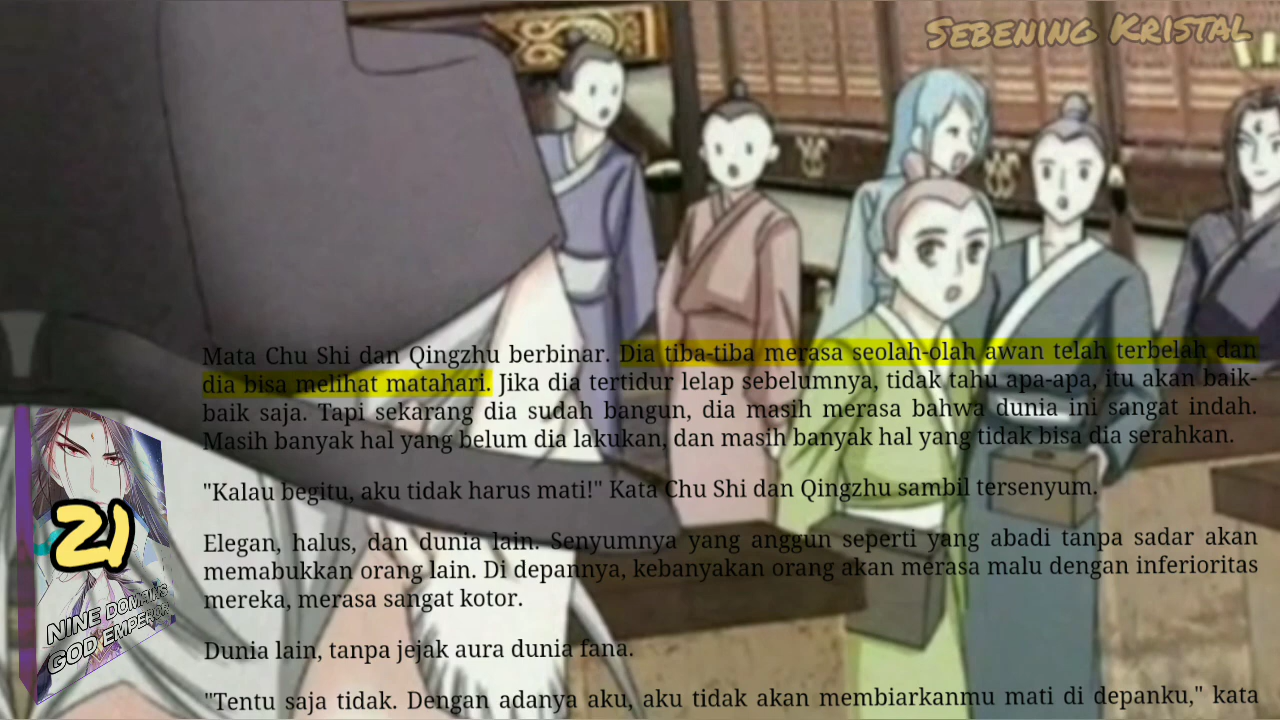 Sebening Kristal
Mata Chu Shi dan Qingzhu berbinar. Dia tiba-tiba merasa seolah-olah awan telah terbelah dan
dia bisa melihat matahari. Jika dia tertidur lelap sebelumnya, tidak tahu apa-apa, itu akan baik-
baik saja. Tapi sekarang dia sudah bangun, dia masih merasa bahwa dunia ini sangat indah.
Masih banyak hal yang belum dia lakukan, dan masih banyak hal yang tidak bisa dia serahkan.
"Kalau begitu, aku tidak harus mati!" Kata Chu Shi dan Qingzhu sambil tersenyum.
Elegan, halus, dan dunia lain. Senyumnya yang anggun seperti yang abadi tanpa sadar akan
memabukkan orang lain. Di depannya, kebanyakan orang akan merasa malu dengan inferioritas
mereka, merasa sangat kotor.
Dunia lain, tanpa jejak aura dunia fana.
"Tentu saja tidak. Dengan adanya aku, aku tidak akan membiarkanmu mati di depanku," kata
21
NINE DOMAINS
GOD EMPEROR